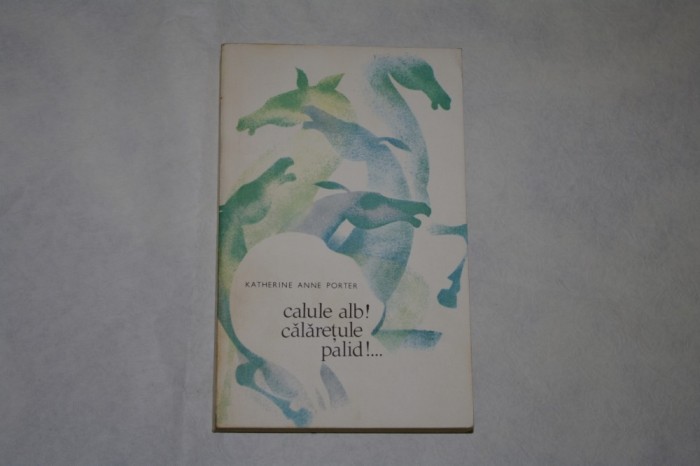 KATHERINE ANNE PORTER
calule alb!
călărețule
palid!...